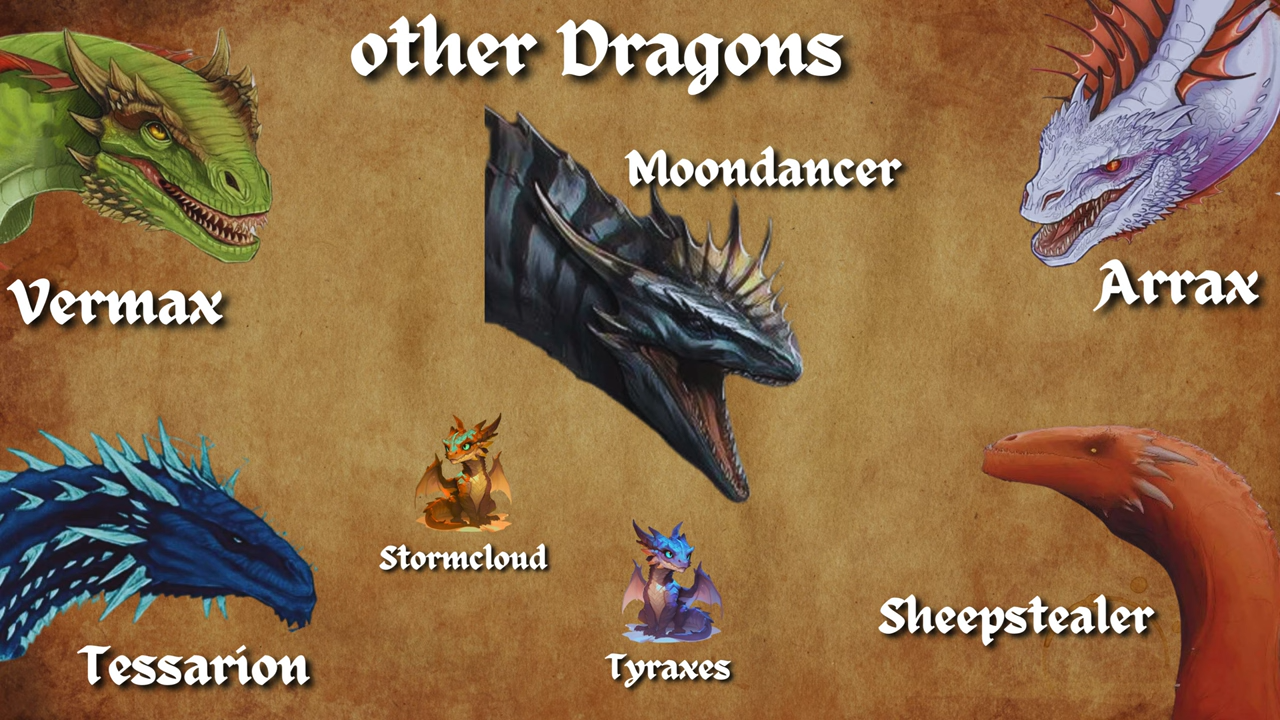 other Dragons
Moondancer
Vermax
Arrax
Stormcloud
Sheepstealer
Tessarion
Tyraxes